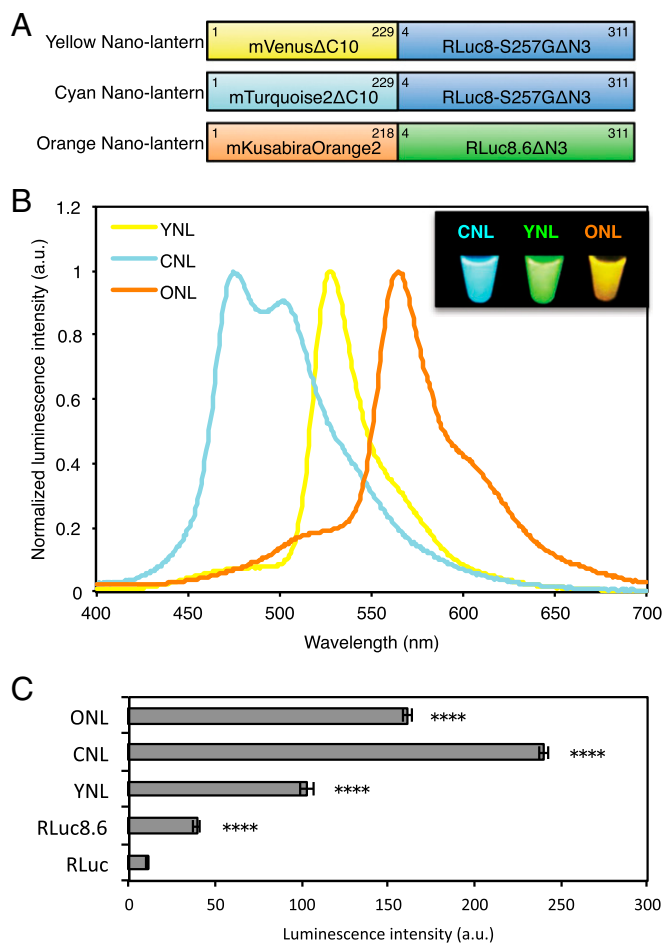 A
Yellow Nano-lantern
1 229 4 311
mVenusΔC10 RLuc8-S257GΔN3
Cyan Nano-lantern
1 229 4 311
mTurquoise2ΔC10 RLuc8-S257GΔN3
Orange Nano-lantern
1 218 4 311
mKusabiraOrange2 RLuc8.6ΔN3
B
Normalized luminescence intensity (a.u.)
1.2
1
0.8
0.6
0.4
0.2
0
YNL
CNL
ONL
CNL YNL ONL
400 450 500 550 600 650 700
Wavelength (nm)
C
ONL ****
CNL ****
YNL ****
RLuc8.6 ****
RLuc
0 50 100 150 200 250 300
Luminescence intensity (a.u.)